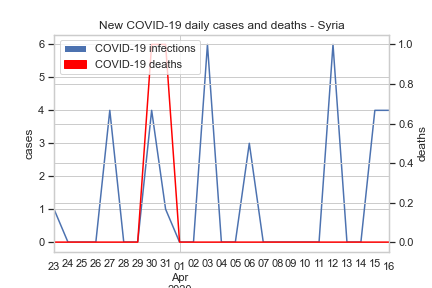 New COVID-19 daily cases and deaths - Syria
COVID-19 infections
COVID-19 deaths
cases
6
5
4
3
2
1
0
deaths
1.0
0.8
0.6
0.4
0.2
0.0
23 24 25 26 27 28 29 30 31 01 02 03 04 05 06 07 08 09 10 11 12 13 14 15 16
Apr
2020